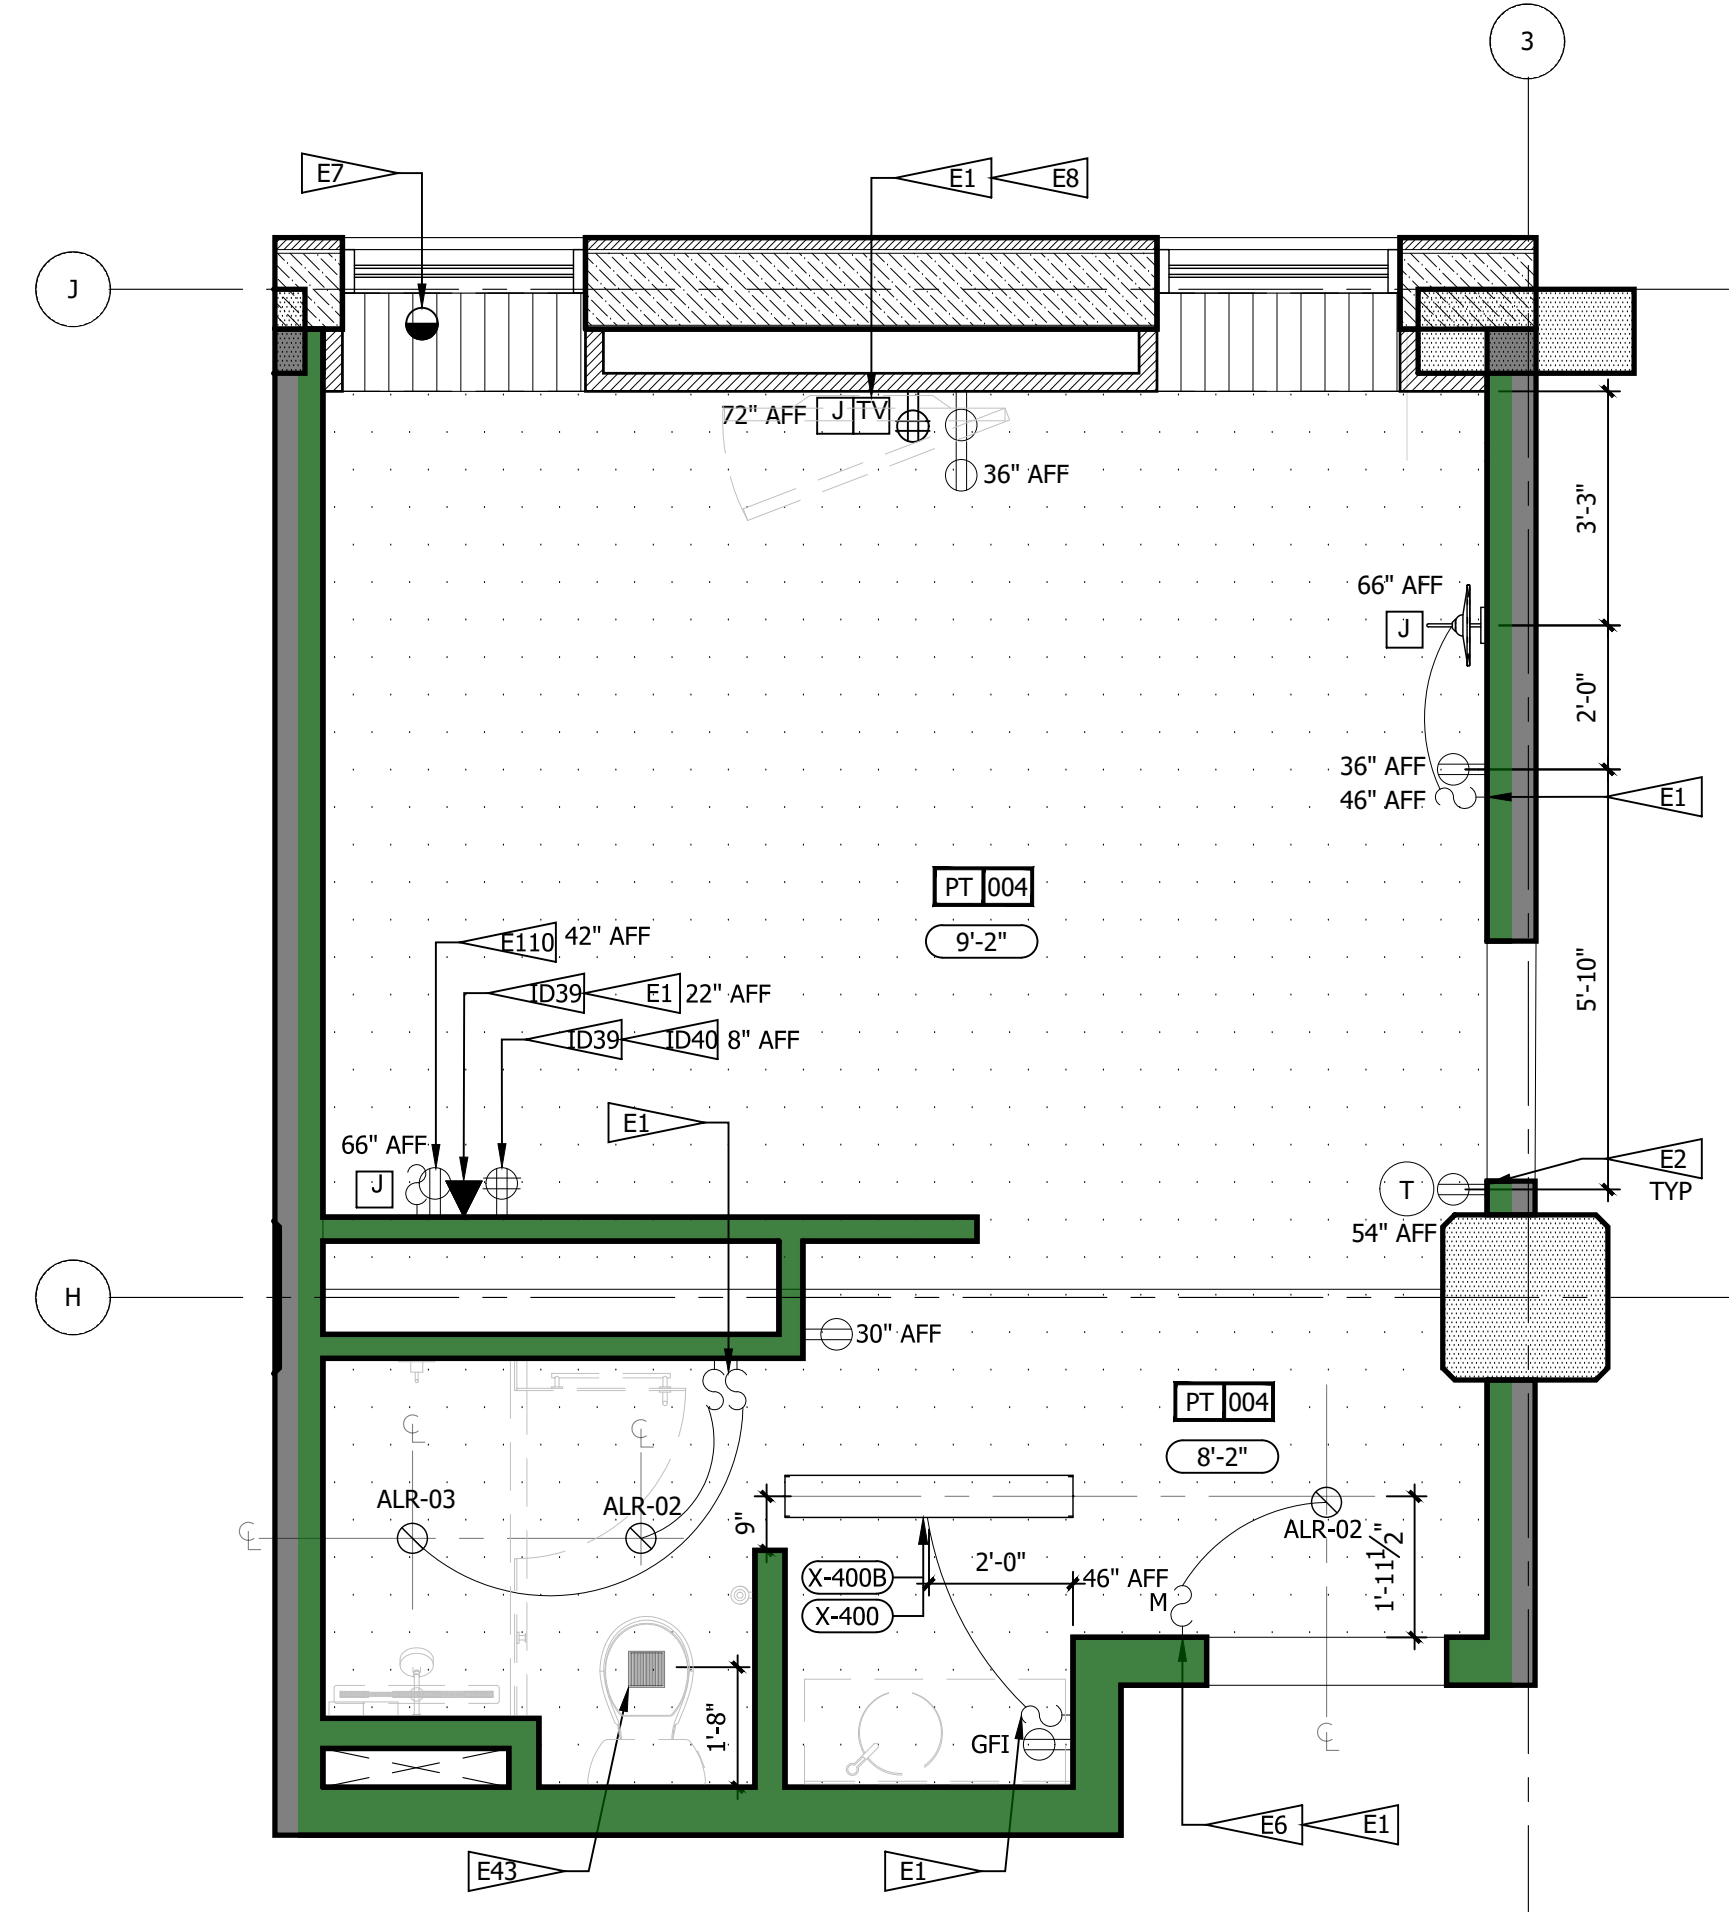 3
E7
E1 E8
J
72" AFF J TV
36" AFF
3'-3"
66" AFF
J
2'-0"
36" AFF
46" AFF
E1
PT 004
9'-2"
E110 42" AFF
ID39 E1 22" AFF
ID39 ID40 8" AFF
5'-10"
E1
66" AFF
J
E2
TYP
T
54" AFF
H
30" AFF
PT 004
8'-2"
℄
℄
ALR-03
ALR-02
℄
9"
ALR-02
X-400B
X-400
2'-0"
46" AFF
M
1'-11 1/2"
1'-8"
GFI
℄
E6 E1
E43
E1